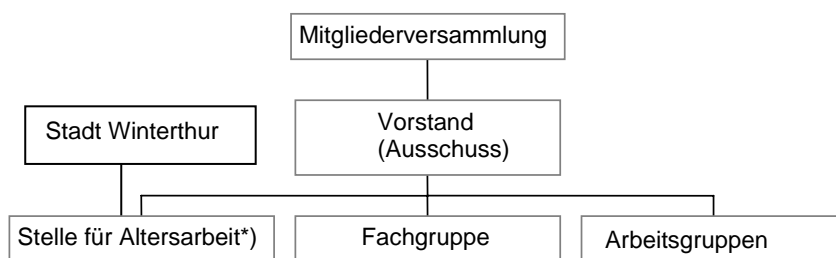 Mitgliederversammlung
Stadt Winterthur
Vorstand
(Ausschuss)
Stelle für Altersarbeit*)
Fachgruppe
Arbeitsgruppen